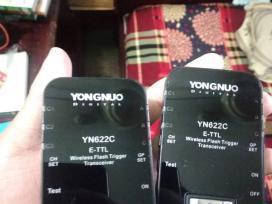 YONGNUO
DIGITAL
YN622C
E-TTL
Wireless Flash Trigger
Transceiver
CH
SET
GP
SET
Test
ON
YONGNUO
DIGITAL
YN622C
E-TTL
Wireless Flash Trigger
Transceiver
CH
SET
GP
SET
Test
ON
OFF